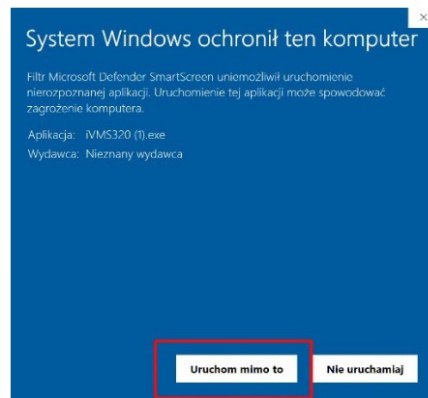 System Windows ochronił ten komputer
Filtr Microsoft Defender SmartScreen uniemożliwił uruchomienie
nierozpoznanej aplikacji. Uruchomienie tej aplikacji może spowodować
zagrożenie komputera.
Aplikacja: iVMS320 (1).exe
Wydawca: Nieznany wydawca
Uruchom mimo to
Nie uruchamiaj